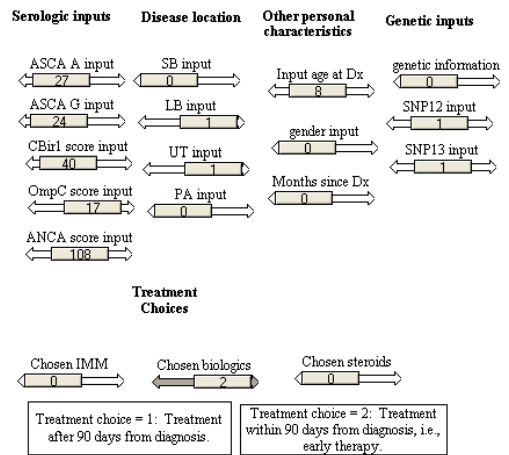 Serologic inputs
ASCA A input
27
ASCA G input
24
CBir1 score input
40
OmpC score input
17
ANCA score input
108
Disease location
SB input
0
LB input
1
UT input
1
PA input
0
Other personal
characteristics
Input age at Dx
8
gender input
0
Months since Dx
0
Genetic inputs
genetic information
0
SNP12 input
1
SNP13 input
1
Treatment
Choices
Chosen IMM
0
Chosen biologics
2
Chosen steroids
0
Treatment choice = 1: Treatment
after 90 days from diagnosis.
Treatment choice = 2: Treatment
within 90 days from diagnosis, i.e.,
early therapy.